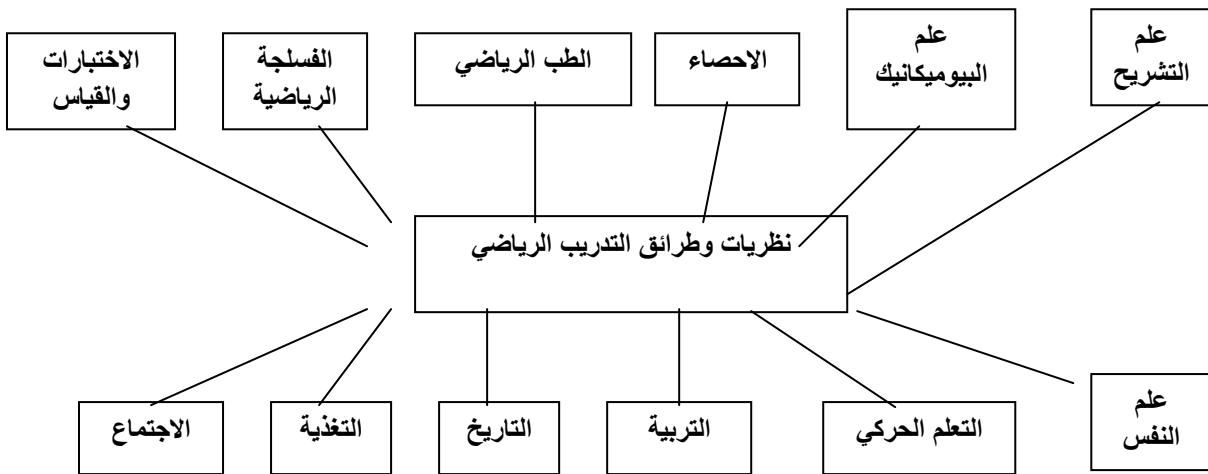 علم
التشريح
علم
البيوميكانيك
الاحصاء
الطب الرياضي
الفسلجة
الرياضية
الاختبارات
والقياس
نظريات وطرائق التدريب الرياضي
علم
النفس
التعلم الحركي
التربية
التاريخ
التغذية
الاجتماع